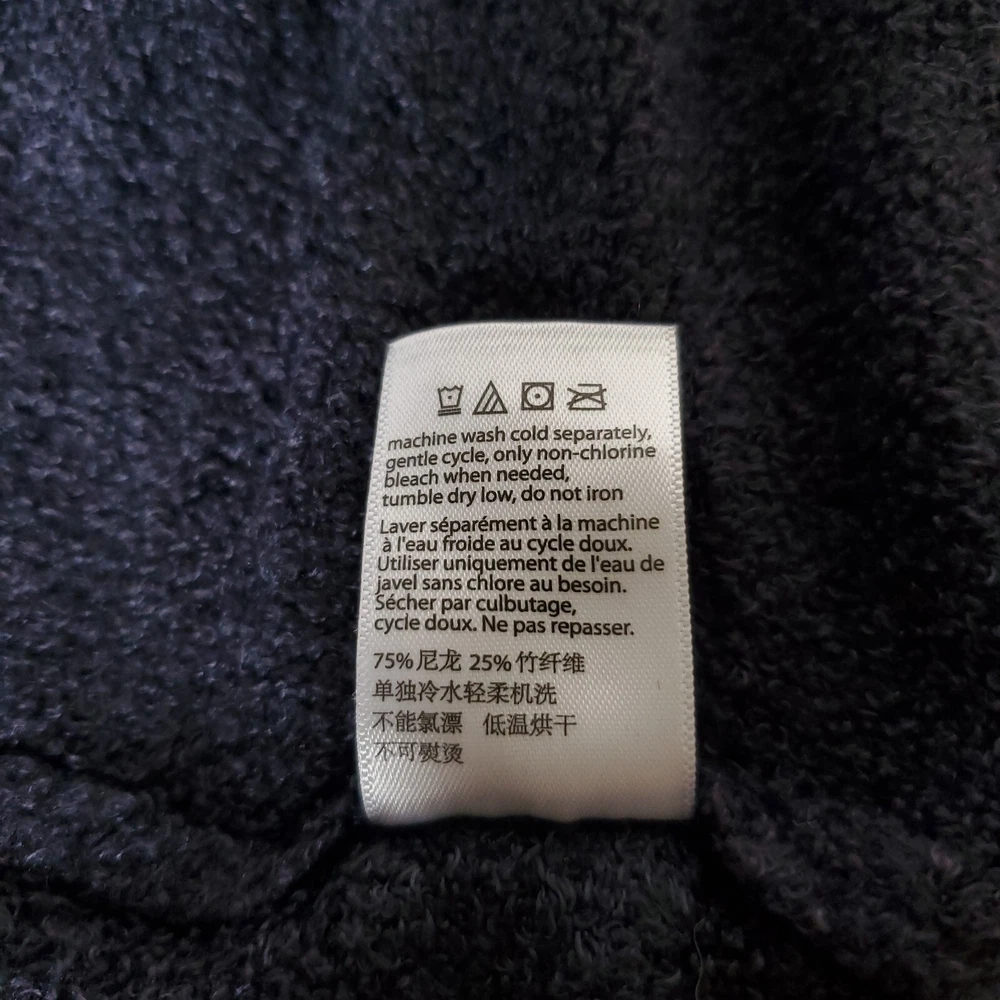 machine wash cold separately,
gentle cycle, only non-chlorine
bleach when needed,
tumble dry low, do not iron
Laver séparément à la machine
à l'eau froide au cycle doux.
Utiliser uniquement de l'eau de
javel sans chlore au besoin.
Sécher par culbutage,
cycle doux. Ne pas repasser.
75%尼龙 25%竹纤维
单独冷水轻柔机洗
不能氯漂 低温烘干
不可熨烫